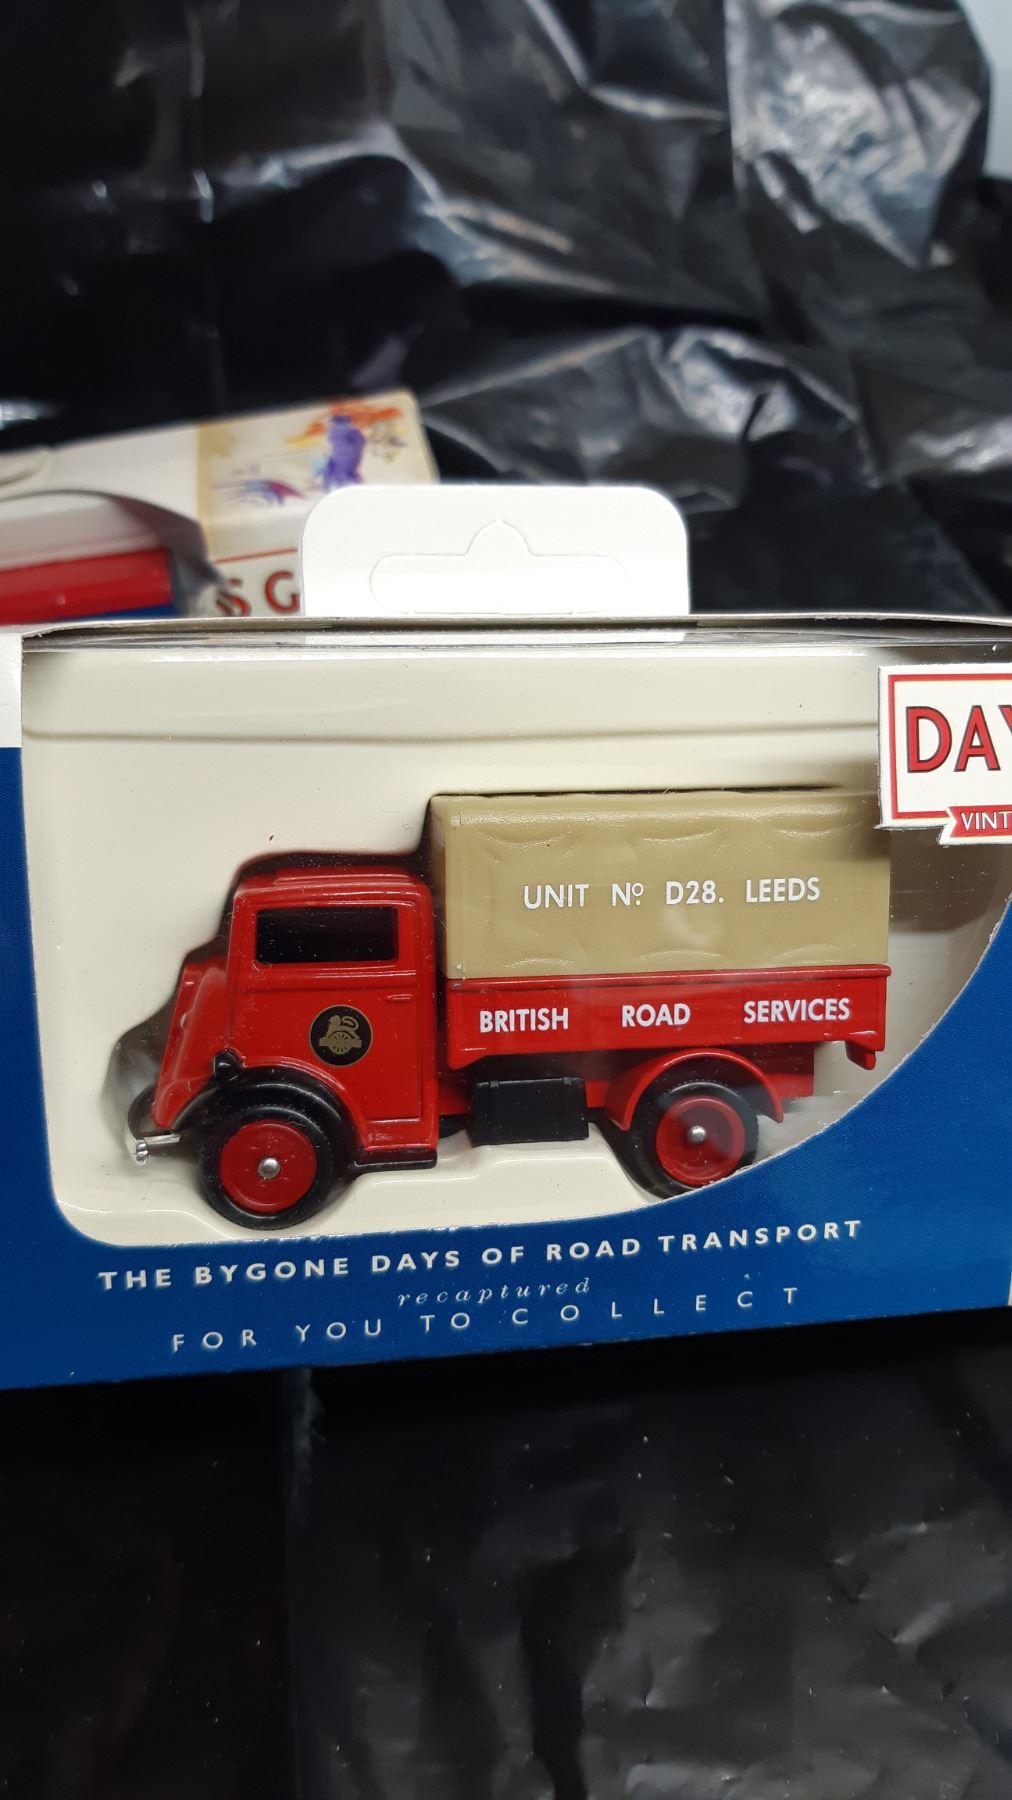 S G
DAY
VINT
UNIT Nº D28. LEEDS
BRITISH ROAD SERVICES
THE BYGONE DAYS OF ROAD TRANSPORT
recaptured
FOR YOU TO COLLECT